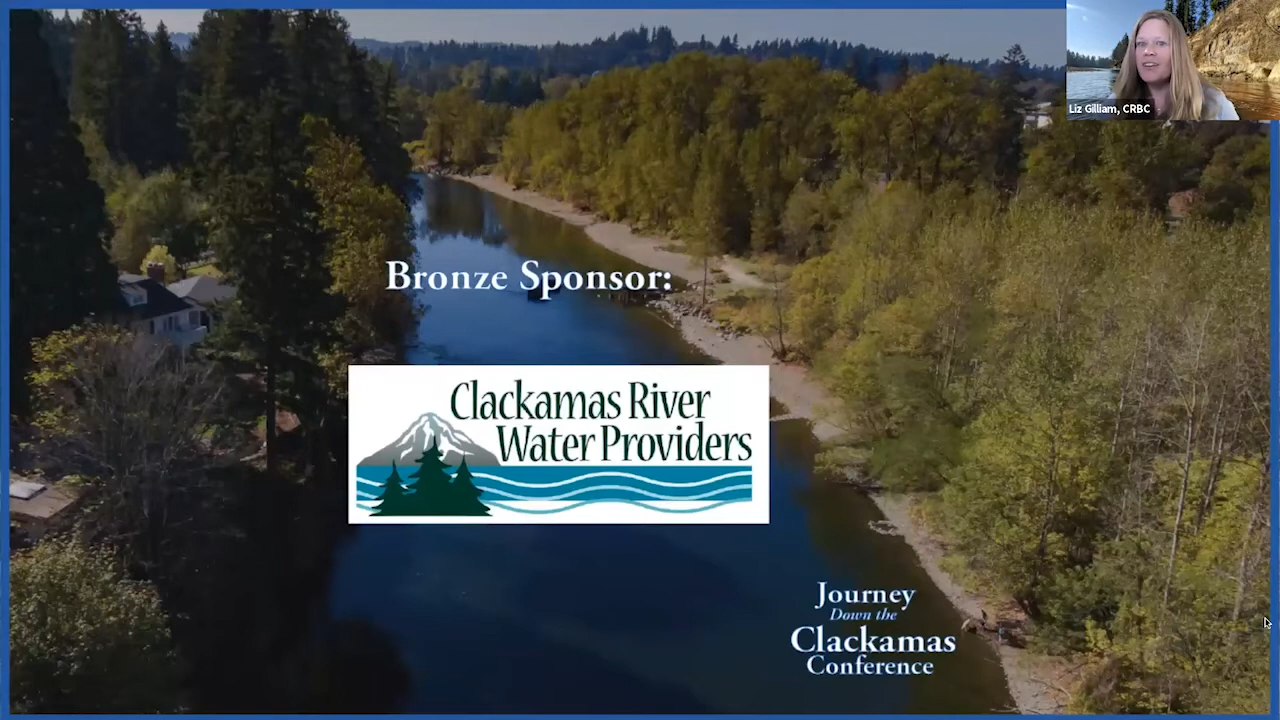 Liz Gilliam, CRBC
Bronze Sponsor:
Clackamas River
Water Providers
Journey
Down the
Clackamas
Conference